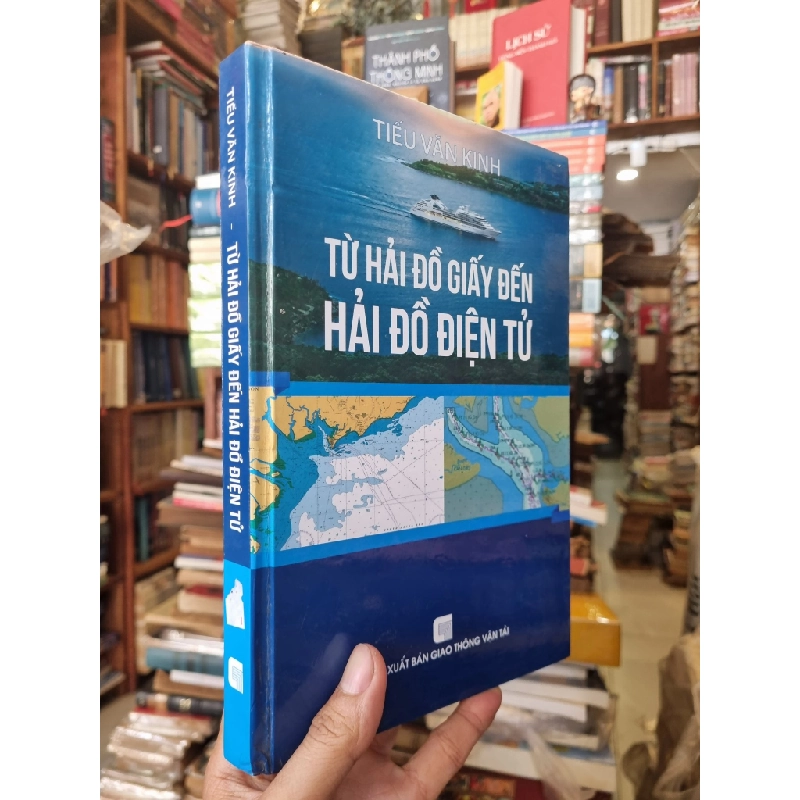 THÀNH PHỐ
THÔNG MINH
LỊCH SỬ
TIẾU VĂN KINH
TỪ HẢI ĐỒ GIẤY ĐẾN
HẢI ĐỒ ĐIỆN TỬ
XUẤT BẢN GIAO THÔNG VẬN TẢI
TIẾU VĂN KINH - TỪ HẢI ĐỒ GIẤY ĐẾN HẢI ĐỒ ĐIỆN TỬ